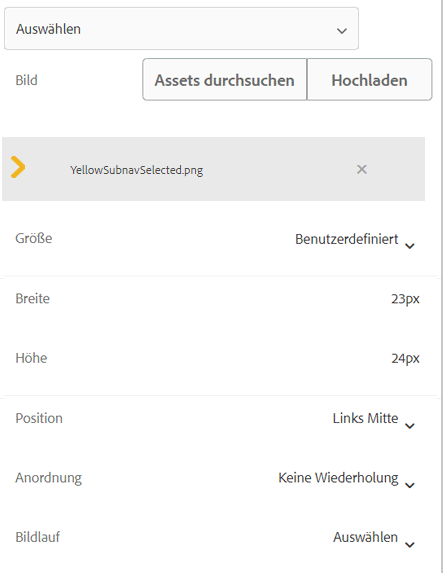 Auswählen
Bild Assets durchsuchen Hochladen
YellowSubnavSelected.png
Größe Benutzerdefiniert
Breite 23px
Höhe 24px
Position Links Mitte
Anordnung Keine Wiederholung
Bildlauf Auswählen